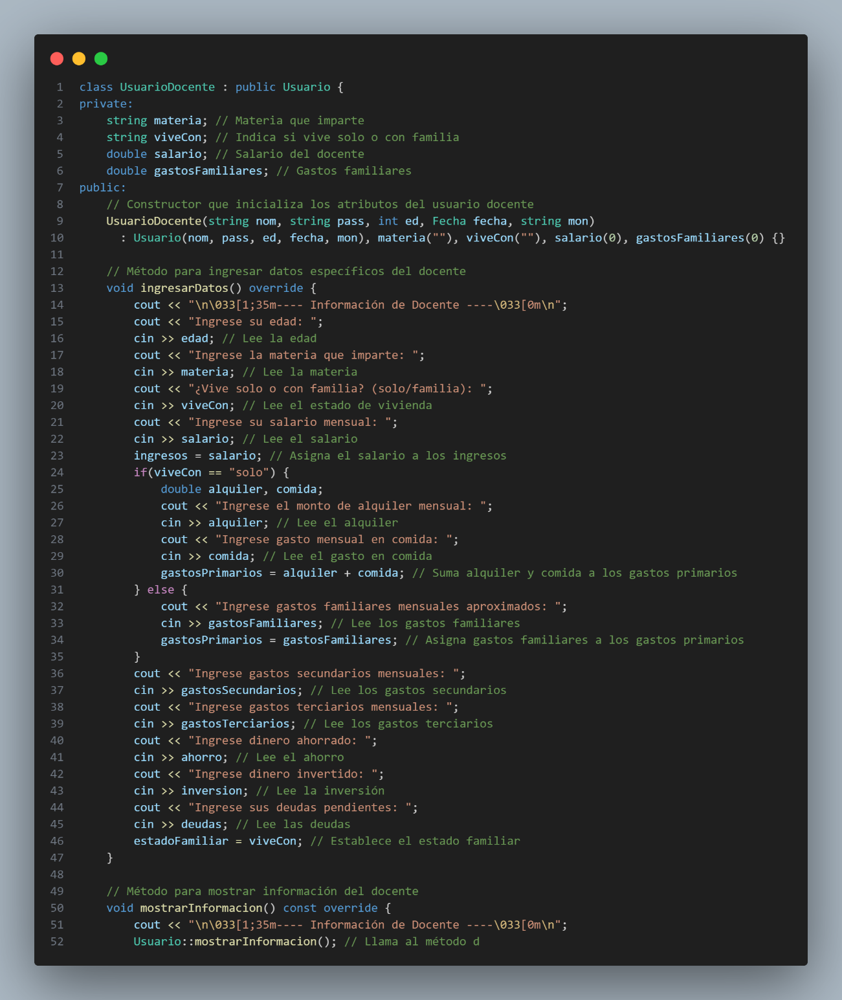 1 class UsuarioDocente : public Usuario {
2 private:
3     string materia; // Materia que imparte
4     string viveCon; // Indica si vive solo o con familia
5     double salario; // Salario del docente
6     double gastosFamiliares; // Gastos familiares
7 public:
8     // Constructor que inicializa los atributos del usuario docente
9     UsuarioDocente(string nom, string pass, int ed, Fecha fecha, string mon)
10       : Usuario(nom, pass, ed, fecha, mon), materia(""), viveCon(""), salario(0), gastosFamiliares(0) {}
11
12     // Método para ingresar datos específicos del docente
13     void ingresarDatos() override {
14         cout << "\n\033[1;35m---- Información de Docente ----\033[0m\n";
15         cout << "Ingrese su edad: ";
16         cin >> edad; // Lee la edad
17         cout << "Ingrese la materia que imparte: ";
18         cin >> materia; // Lee la materia
19         cout << "¿Vive solo o con familia? (solo/familia): ";
20         cin >> viveCon; // Lee el estado de vivienda
21         cout << "Ingrese su salario mensual: ";
22         cin >> salario; // Lee el salario
23         ingresos = salario; // Asigna el salario a los ingresos
24         if(viveCon == "solo") {
25             double alquiler, comida;
26             cout << "Ingrese el monto de alquiler mensual: ";
27             cin >> alquiler; // Lee el alquiler
28             cout << "Ingrese gasto mensual en comida: ";
29             cin >> comida; // Lee el gasto en comida
30             gastosPrimarios = alquiler + comida; // Suma alquiler y comida a los gastos primarios
31         } else {
32             cout << "Ingrese gastos familiares mensuales aproximados: ";
33             cin >> gastosFamiliares; // Lee los gastos familiares
34             gastosPrimarios = gastosFamiliares; // Asigna gastos familiares a los gastos primarios
35         }
36         cout << "Ingrese gastos secundarios mensuales: ";
37         cin >> gastosSecundarios; // Lee los gastos secundarios
38         cout << "Ingrese gastos terciarios mensuales: ";
39         cin >> gastosTerciarios; // Lee los gastos terciarios
40         cout << "Ingrese dinero ahorrado: ";
41         cin >> ahorro; // Lee el ahorro
42         cout << "Ingrese dinero invertido: ";
43         cin >> inversion; // Lee la inversión
44         cout << "Ingrese sus deudas pendientes: ";
45         cin >> deudas; // Lee las deudas
46         estadoFamiliar = viveCon; // Establece el estado familiar
47     }
48
49     // Método para mostrar información del docente
50     void mostrarInformacion() const override {
51         cout << "\n\033[1;35m---- Información de Docente ----\033[0m\n";
52         Usuario::mostrarInformacion(); // Llama al método d